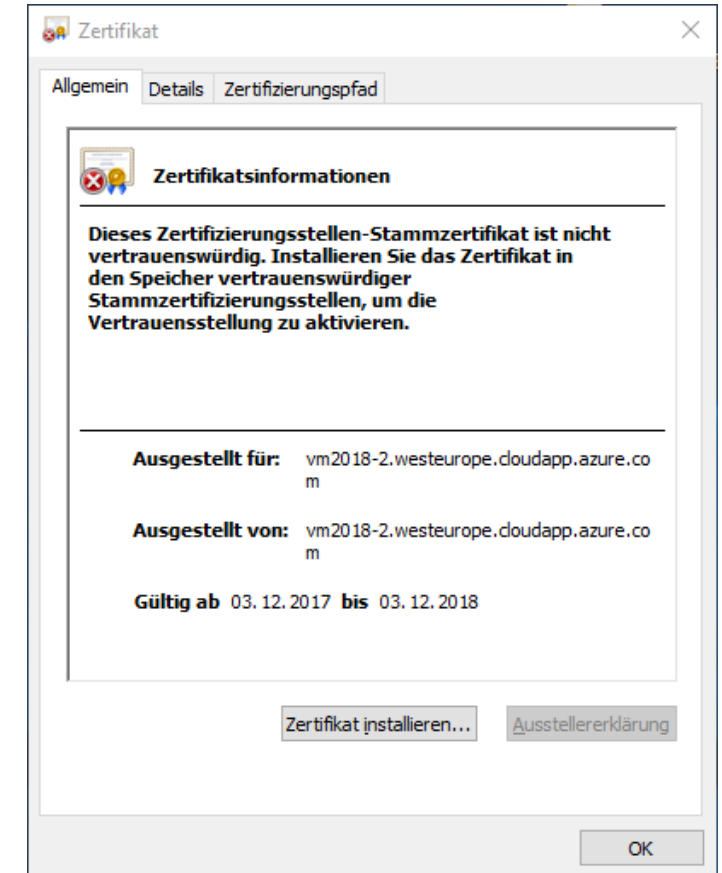 Zertifikat
Allgemein Details Zertifizierungspfad
Zertifikatsinformationen
Dieses Zertifizierungsstellen-Stammzertifikat ist nicht
vertrauenswürdig. Installieren Sie das Zertifikat in
den Speicher vertrauenswürdiger
Stammzertifizierungsstellen, um die
Vertrauensstellung zu aktivieren.
Ausgestellt für: vm2018-2.westeurope.cloudapp.azure.co
m
Ausgestellt von: vm2018-2.westeurope.cloudapp.azure.co
m
Gültig ab 03.12.2017 bis 03.12.2018
Zertifikat installieren... Ausstellererklärung
OK